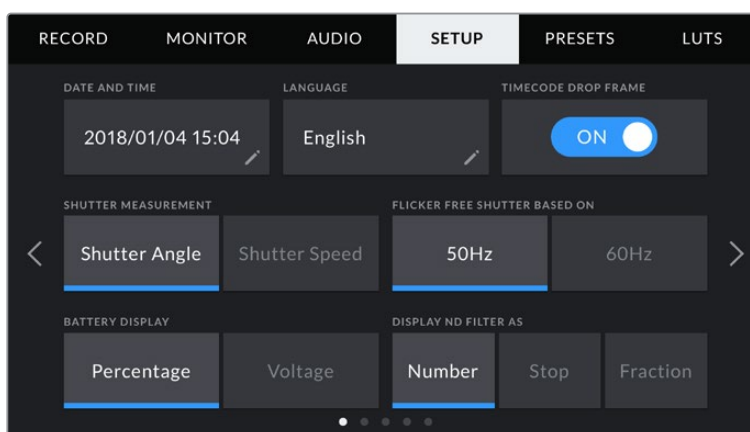 RECORD MONITOR AUDIO SETUP PRESETS LUTS
DATE AND TIME LANGUAGE TIMECODE DROP FRAME
2018/01/04 15:04 English ON
SHUTTER MEASUREMENT FLICKER FREE SHUTTER BASED ON
Shutter Angle Shutter Speed 50Hz 60Hz
BATTERY DISPLAY DISPLAY ND FILTER AS
Percentage Voltage Number Stop Fraction